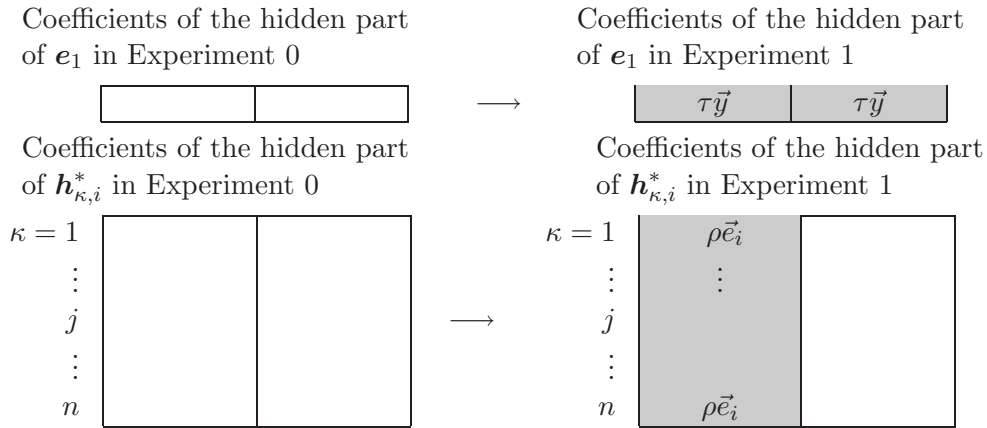 Coefficients of the hidden part
of e₁ in Experiment 0
Coefficients of the hidden part
of e₁ in Experiment 1
⟶
τy⃗ τy⃗
Coefficients of the hidden part
of h*κ,i in Experiment 0
Coefficients of the hidden part
of h*κ,i in Experiment 1
κ = 1
⋮
j
⋮
n
⟶
κ = 1 ρe⃗ᵢ
⋮ ⋮
j
⋮
n ρe⃗ᵢ